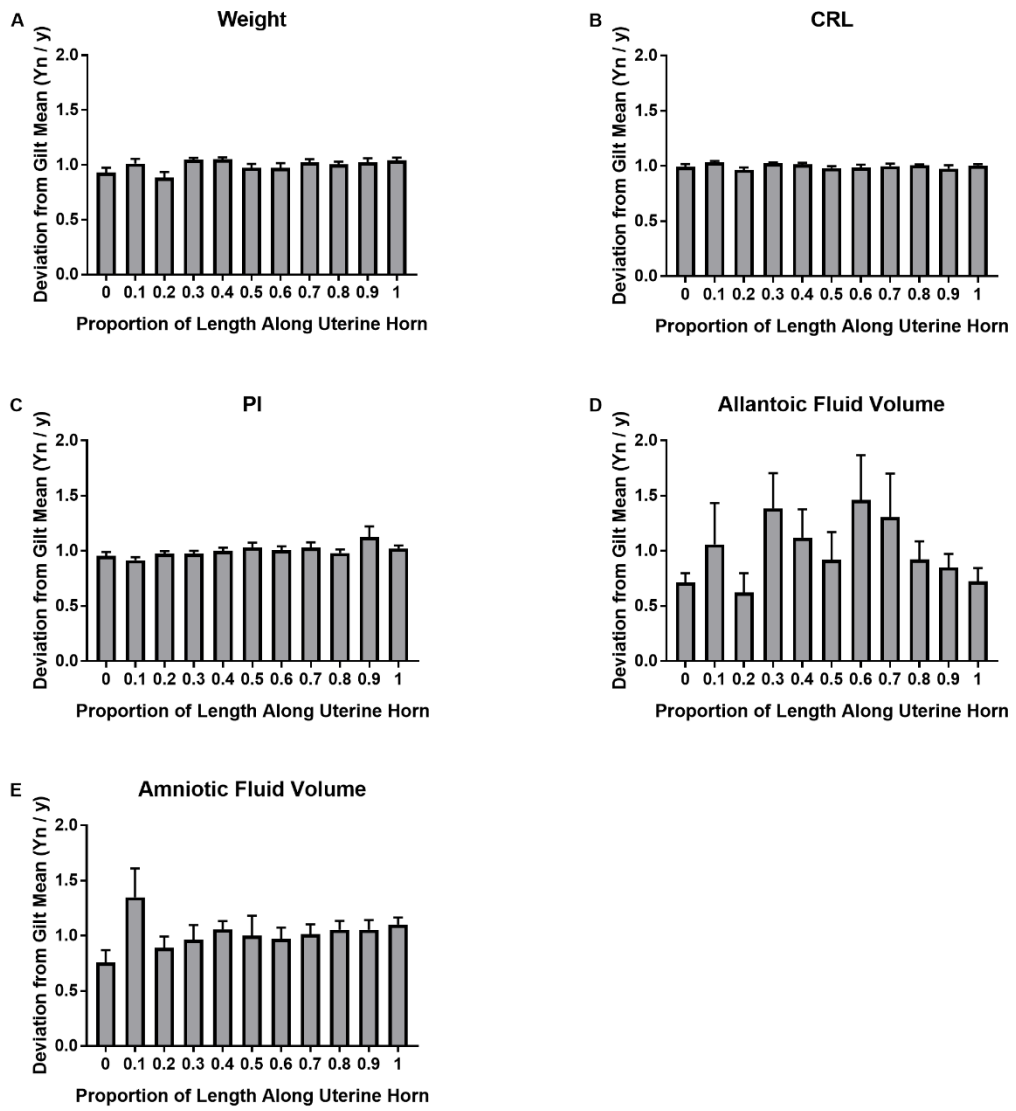 A
Weight
Deviation from Gilt Mean (Yn / y)
2.0
1.5
1.0
0.5
0.0
0 0.1 0.2 0.3 0.4 0.5 0.6 0.7 0.8 0.9 1
Proportion of Length Along Uterine Horn
B
CRL
Deviation from Gilt Mean (Yn / y)
2.0
1.5
1.0
0.5
0.0
0 0.1 0.2 0.3 0.4 0.5 0.6 0.7 0.8 0.9 1
Proportion of Length Along Uterine Horn
C
PI
Deviation from Gilt Mean (Yn / y)
2.0
1.5
1.0
0.5
0.0
0 0.1 0.2 0.3 0.4 0.5 0.6 0.7 0.8 0.9 1
Proportion of Length Along Uterine Horn
D
Allantoic Fluid Volume
Deviation from Gilt Mean (Yn / y)
2.0
1.5
1.0
0.5
0.0
0 0.1 0.2 0.3 0.4 0.5 0.6 0.7 0.8 0.9 1
Proportion of Length Along Uterine Horn
E
Amniotic Fluid Volume
Deviation from Gilt Mean (Yn / y)
2.0
1.5
1.0
0.5
0.0
0 0.1 0.2 0.3 0.4 0.5 0.6 0.7 0.8 0.9 1
Proportion of Length Along Uterine Horn